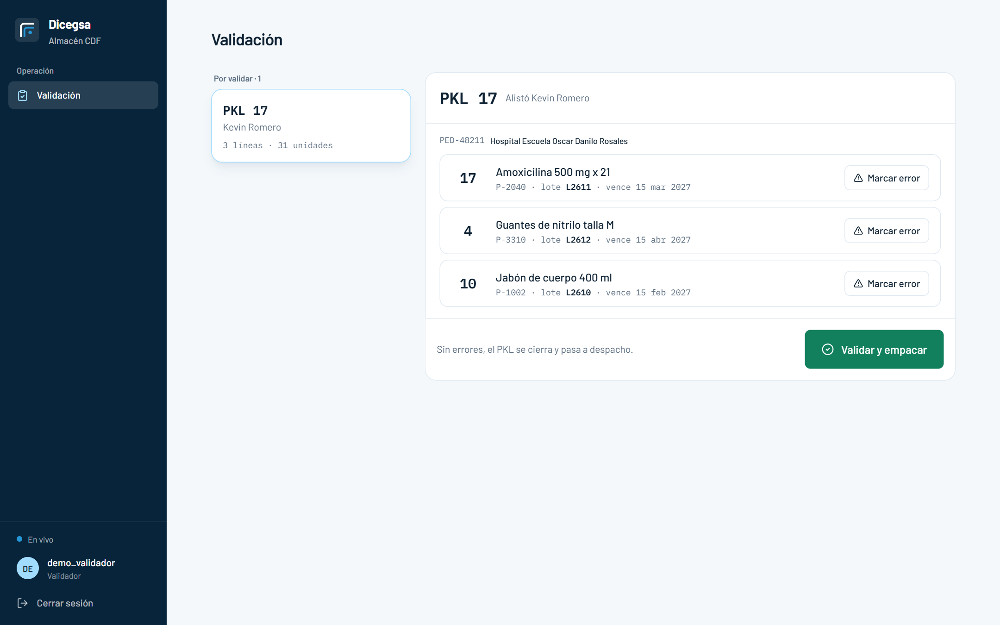 Dicegsa
Almacén CDF
Operación
Validación
En vivo
DE
demo_validador
Validador
Cerrar sesión
Validación
Por validar · 1
PKL 17
Kevin Romero
3 líneas · 31 unidades
PKL 17 Alistó Kevin Romero
PED-48211 Hospital Escuela Oscar Danilo Rosales
17 Amoxicilina 500 mg x 21
P-2040 · lote L2611 · vence 15 mar 2027
Marcar error
4 Guantes de nitrilo talla M
P-3310 · lote L2612 · vence 15 abr 2027
Marcar error
10 Jabón de cuerpo 400 ml
P-1002 · lote L2610 · vence 15 feb 2027
Marcar error
Sin errores, el PKL se cierra y pasa a despacho.
Validar y empacar